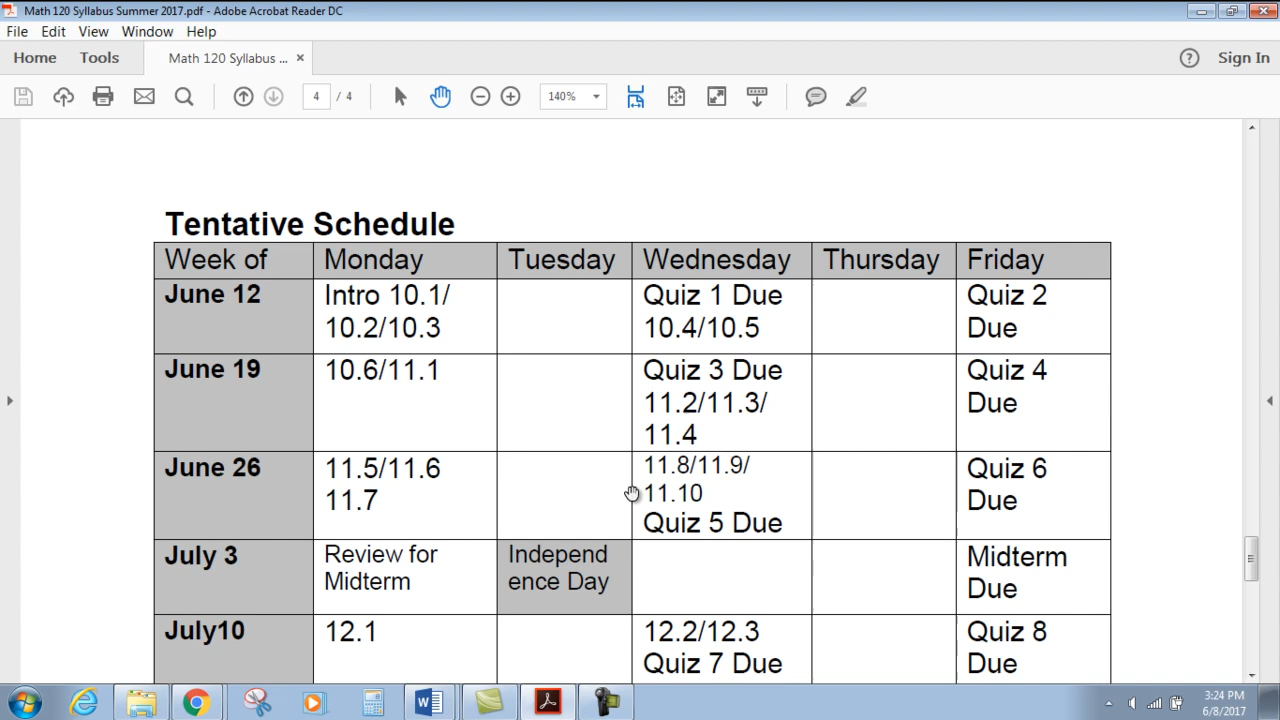 Math 120 Syllabus Summer 2017.pdf - Adobe Acrobat Reader DC
File Edit View Window Help
Home Tools Math 120 Syllabus ... × ? Sign In
4 / 4 140%
Tentative Schedule
Week of Monday Tuesday Wednesday Thursday Friday
June 12 Intro 10.1/ Quiz 1 Due Quiz 2
10.2/10.3 10.4/10.5 Due
June 19 10.6/11.1 Quiz 3 Due Quiz 4
11.2/11.3/ Due
11.4
June 26 11.5/11.6 11.8/11.9/ Quiz 6
11.7 11.10 Due
Quiz 5 Due
July 3 Review for Independ Midterm
Midterm ence Day Due
July10 12.1 12.2/12.3 Quiz 8
Quiz 7 Due Due
3:24 PM
6/8/2017